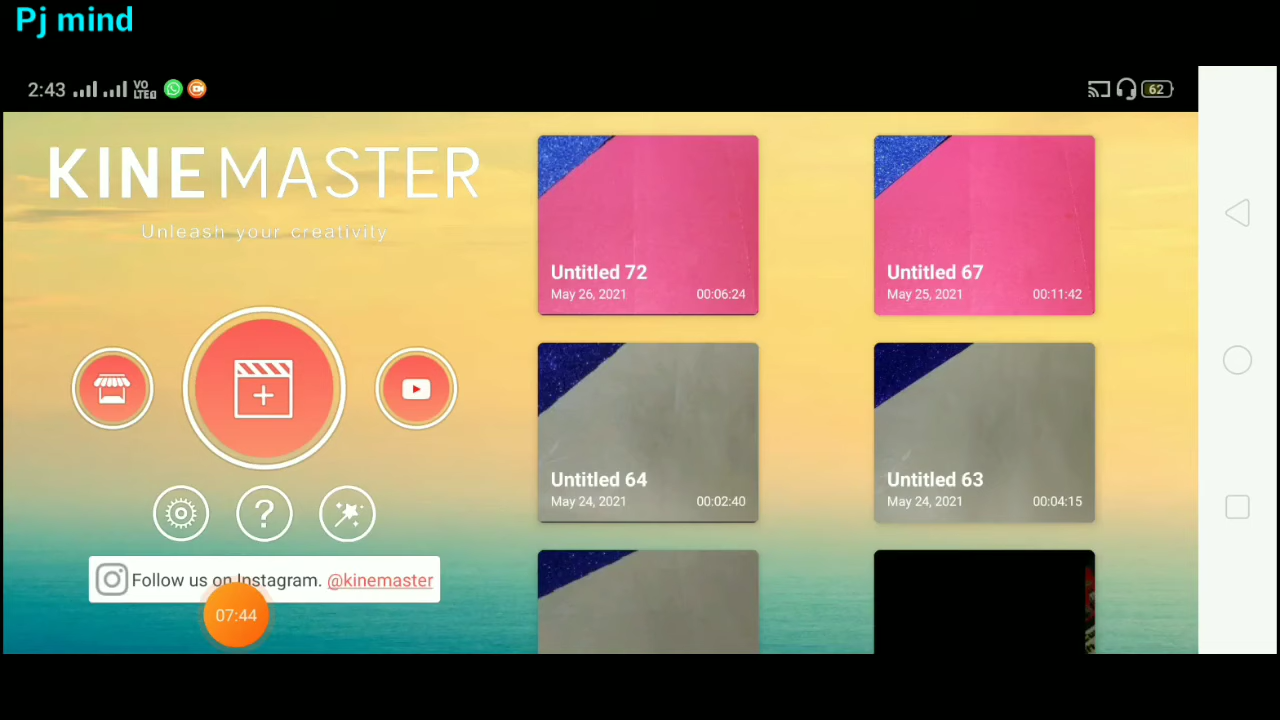 Pj mind
2:43 VO LTE 62
KINEMASTER
Unleash your creativity
Untitled 72
May 26, 2021 00:06:24
Untitled 67
May 25, 2021 00:11:42
Untitled 64
May 24, 2021 00:02:40
Untitled 63
May 24, 2021 00:04:15
?
Follow us on Instagram. @kinemaster
07:44